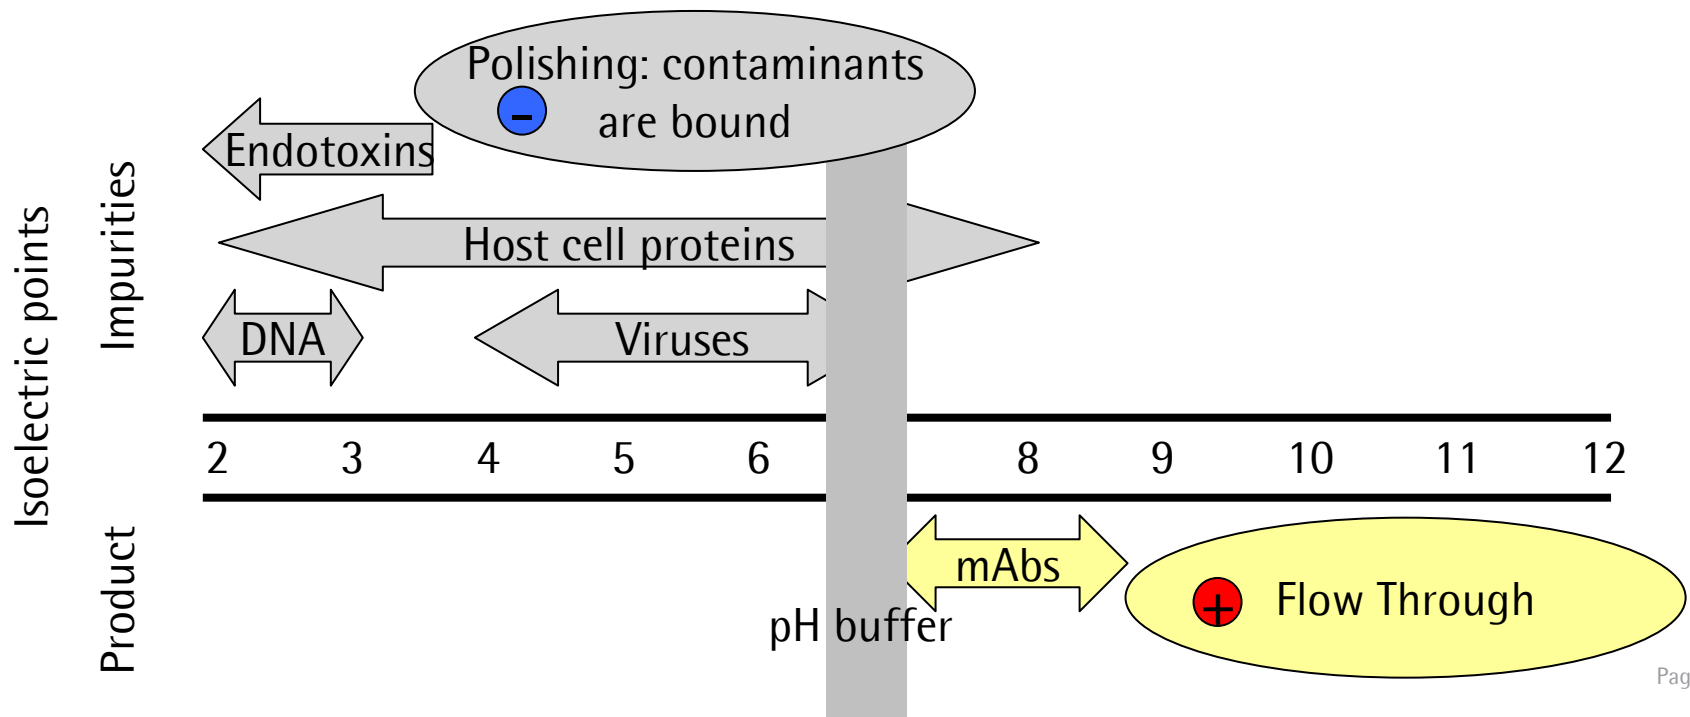 Polishing: contaminants
are bound
-
Endotoxins
Host cell proteins
DNA
Viruses
Isoelectric points
Impurities
2 3 4 5 6 8 9 10 11 12
Product
mAbs
+ Flow Through
pH buffer
Pag